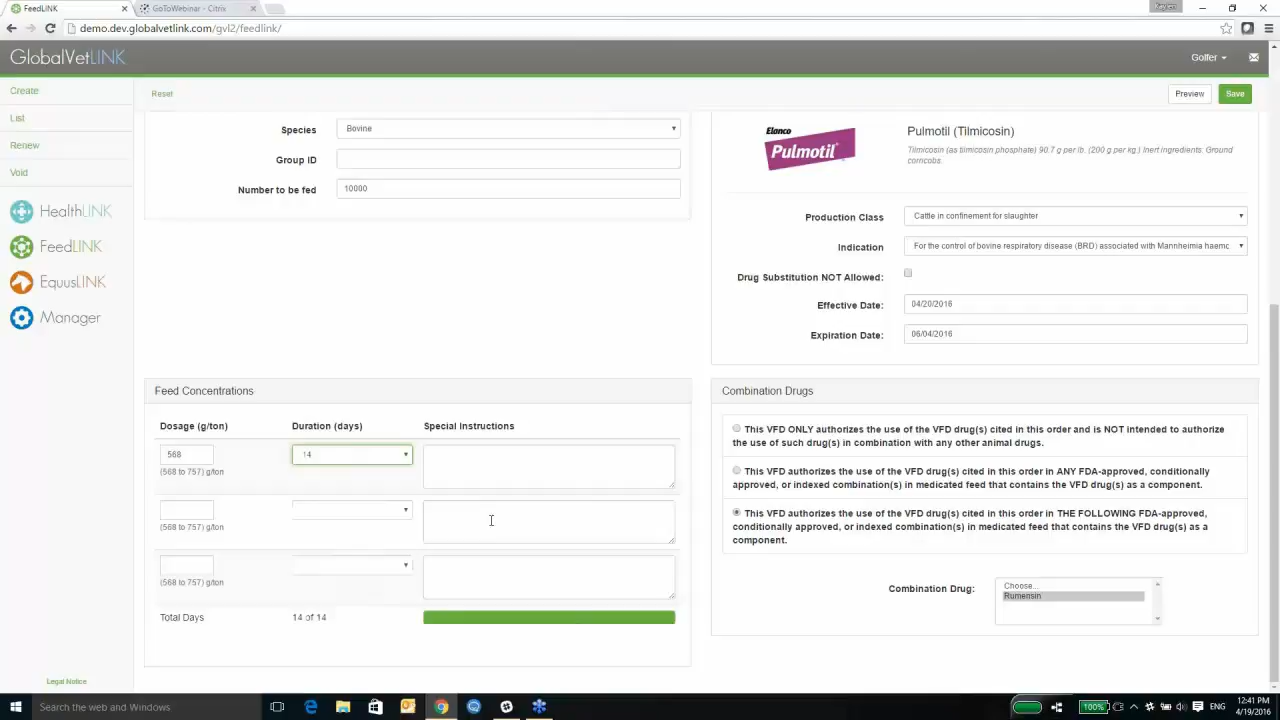 FeedLINK
GoToWebinar - Citrix
Kaylen
demo.dev.globalvetlink.com/gvl2/feedlink/
GlobalVetLINK
Golfer
Create
Reset
Preview
Save
List
Renew
Void
HealthLINK
FeedLINK
EquusLINK
Manager
Legal Notice
Species
Bovine
Group ID
Number to be fed
10000
Elanco
Pulmotil
Pulmotil (Tilmicosin)
Tilmicosin (as tilmicosin phosphate) 90.7 g per lb. (200 g per kg.) Inert ingredients: Ground
corncobs.
Production Class
Cattle in confinement for slaughter
Indication
For the control of bovine respiratory disease (BRD) associated with Mannheimia haemc
Drug Substitution NOT Allowed:
Effective Date:
04/20/2016
Expiration Date:
06/04/2016
Feed Concentrations
Dosage (g/ton)
Duration (days)
Special Instructions
568
14
(568 to 757) g/ton
(568 to 757) g/ton
(568 to 757) g/ton
Total Days
14 of 14
Combination Drugs
This VFD ONLY authorizes the use of the VFD drug(s) cited in this order and is NOT intended to authorize
the use of such drug(s) in combination with any other animal drugs.
This VFD authorizes the use of the VFD drug(s) cited in this order in ANY FDA-approved, conditionally
approved, or indexed combination(s) in medicated feed that contains the VFD drug(s) as a component.
This VFD authorizes the use of the VFD drug(s) cited in this order in THE FOLLOWING FDA-approved,
conditionally approved, or indexed combination(s) in medicated feed that contains the VFD drug(s) as a
component.
Combination Drug:
Choose...
Rumensin
Search the web and Windows
100%
ENG
12:41 PM
4/19/2016